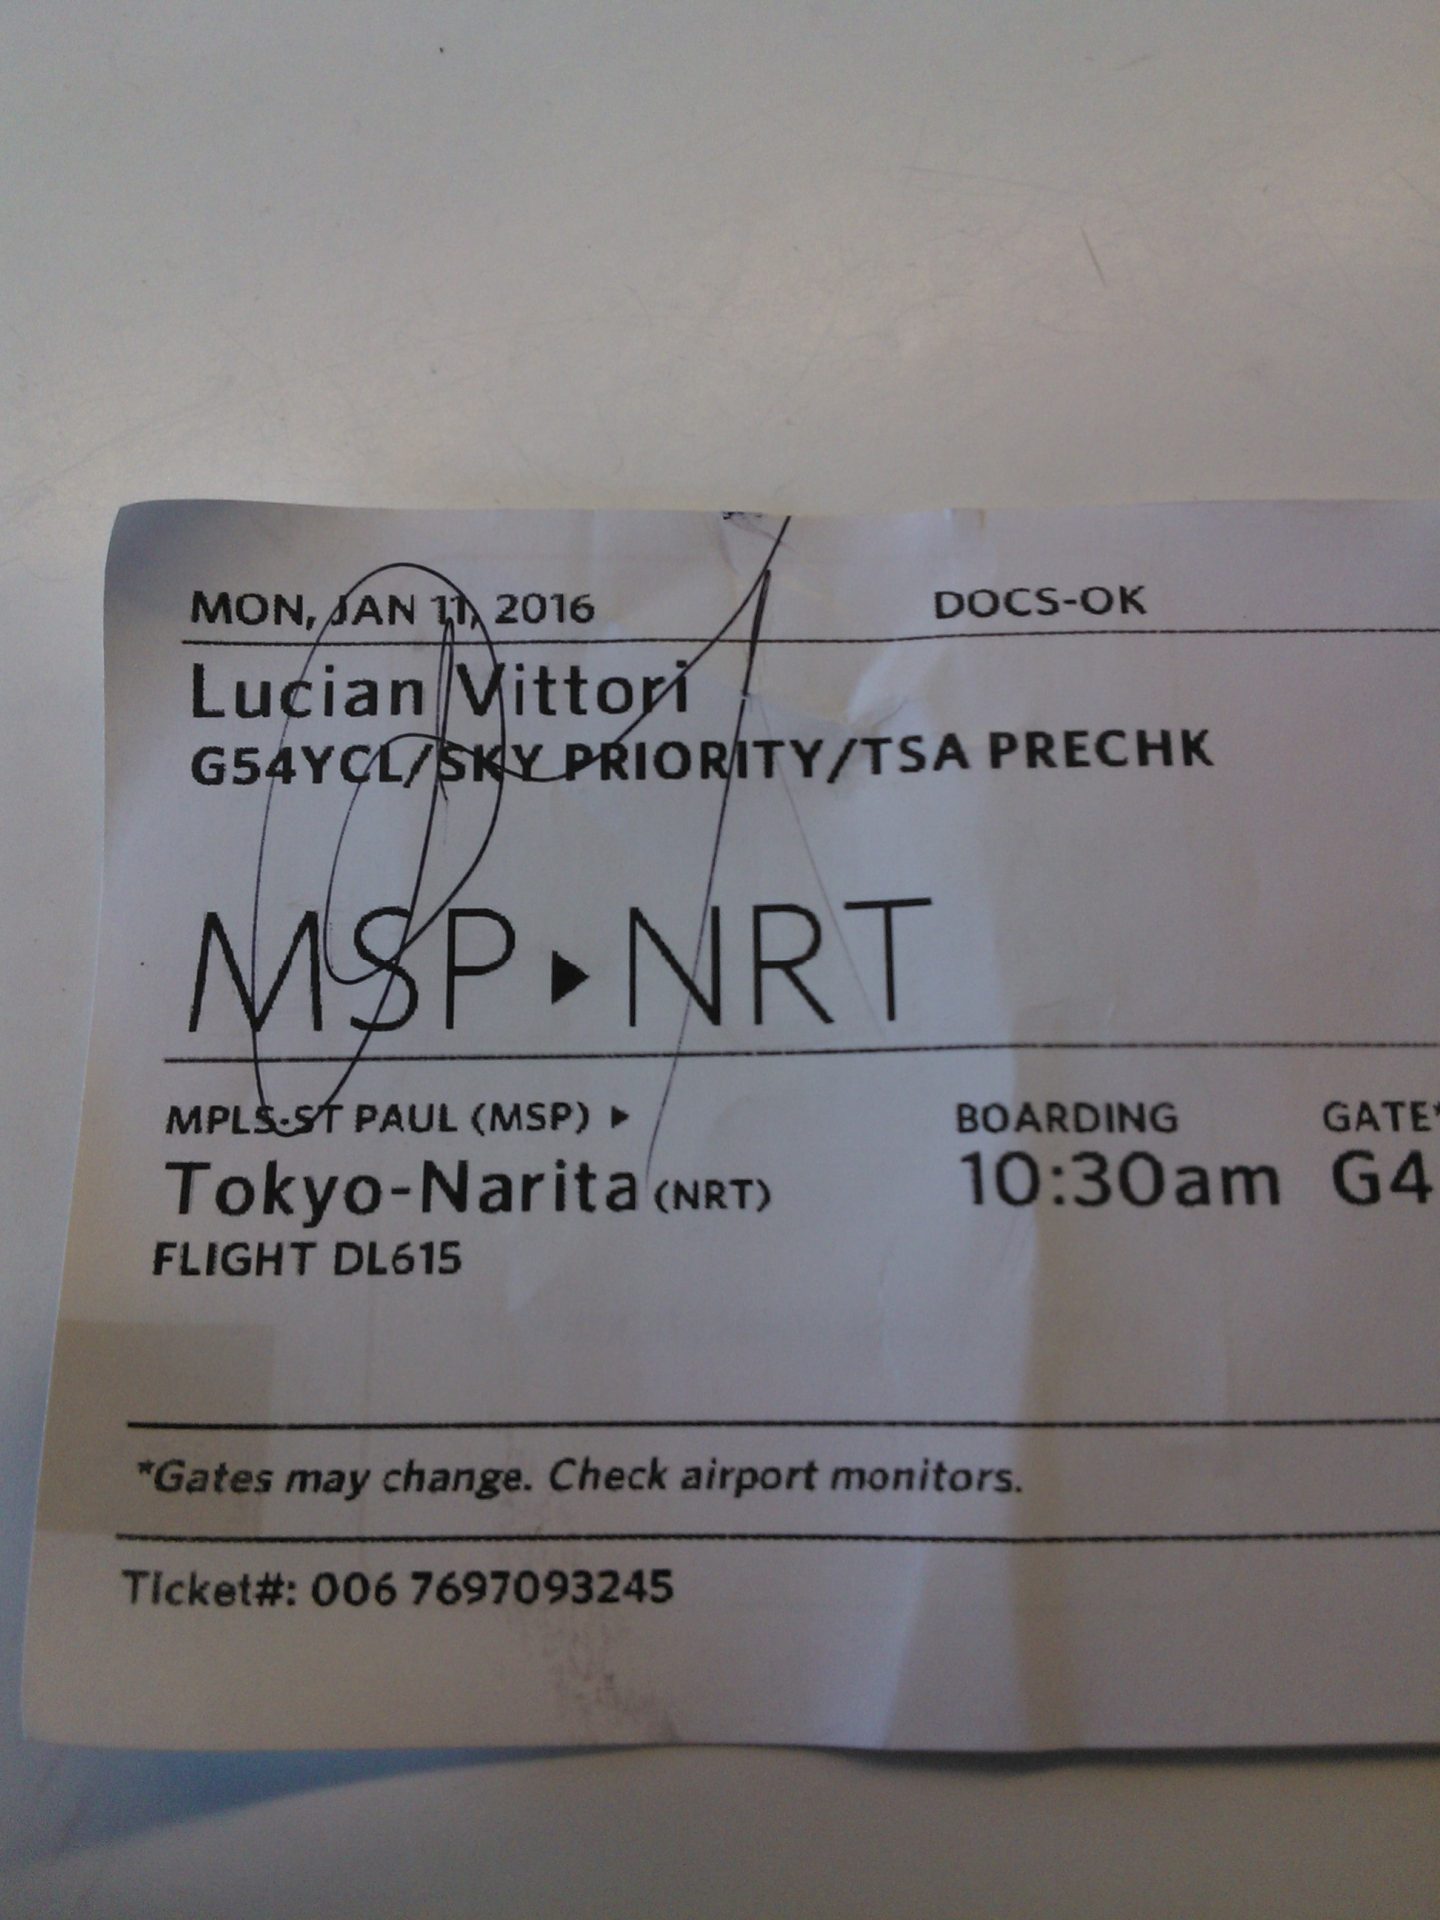 MON, JAN 11, 2016 DOCS-OK
Lucian Vittori
G54YCL/SKY PRIORITY/TSA PRECHK
MSP ▸ NRT
MPLS-ST PAUL (MSP) ▸ BOARDING GATE*
Tokyo-Narita (NRT) 10:30am G4
FLIGHT DL615
*Gates may change. Check airport monitors.
Ticket#: 006 7697093245